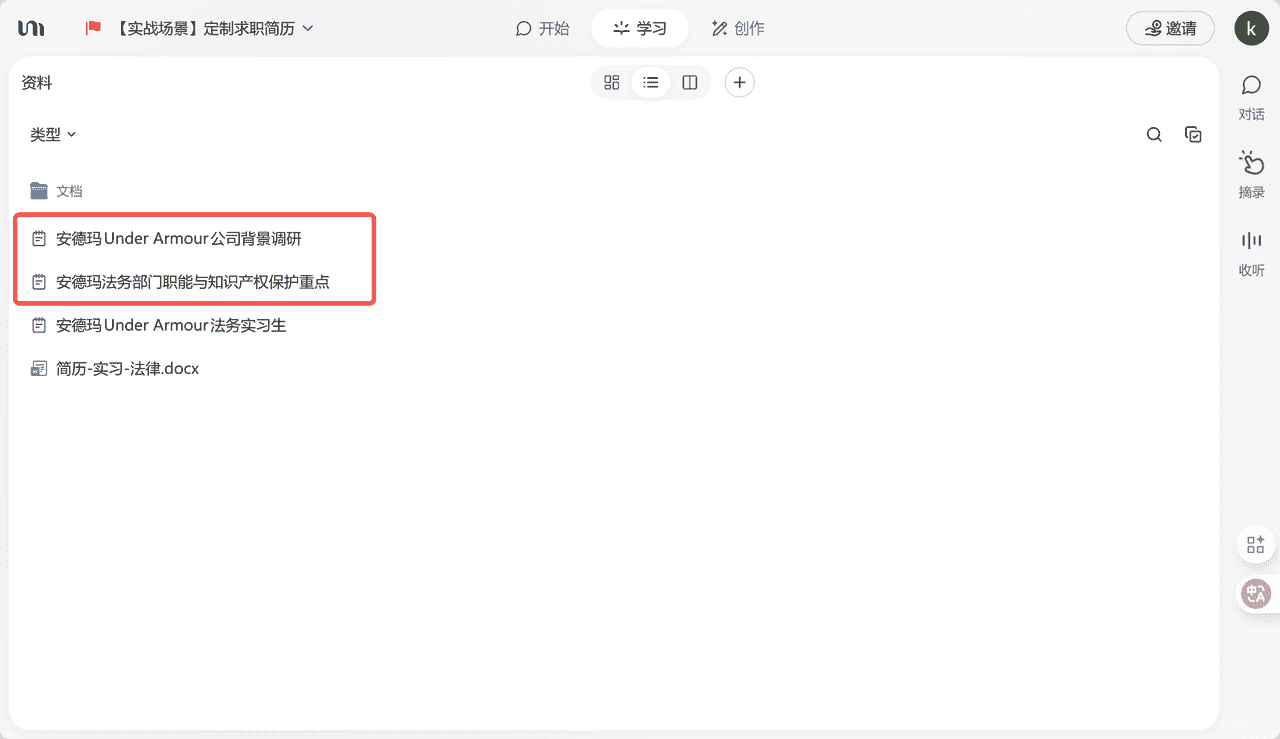 【实战场景】定制求职简历
开始
学习
创作
邀请
k
资料
类型
对话
摘录
收听
文档
安德玛Under Armour公司背景调研
安德玛法务部门职能与知识产权保护重点
安德玛Under Armour法务实习生
简历-实习-法律.docx
中A